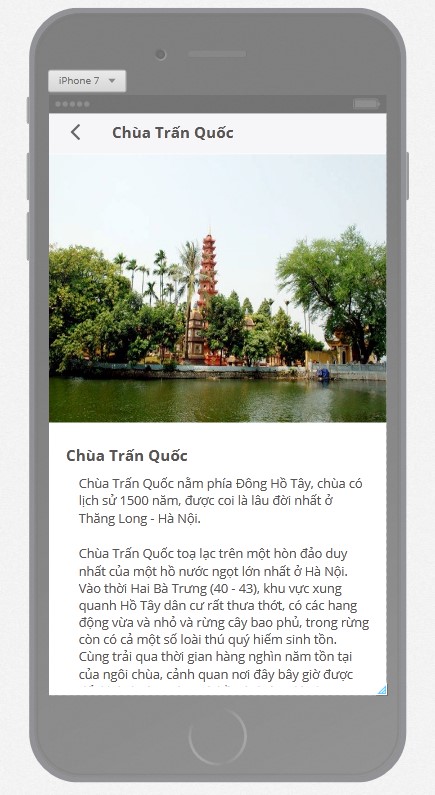 iPhone 7
Chùa Trấn Quốc
Chùa Trấn Quốc
Chùa Trấn Quốc nằm phía Đông Hồ Tây, chùa có
lịch sử 1500 năm, được coi là lâu đời nhất ở
Thăng Long - Hà Nội.
Chùa Trấn Quốc toạ lạc trên một hòn đảo duy
nhất của một hồ nước ngọt lớn nhất ở Hà Nội.
Vào thời Hai Bà Trưng (40 - 43), khu vực xung
quanh Hồ Tây dân cư rất thưa thớt, có các hang
động vừa và nhỏ và rừng cây bao phủ, trong rừng
còn có cả một số loài thú quý hiếm sinh tồn.
Cùng trải qua thời gian hàng nghìn năm tồn tại
của ngôi chùa, cảnh quan nơi đây bây giờ được